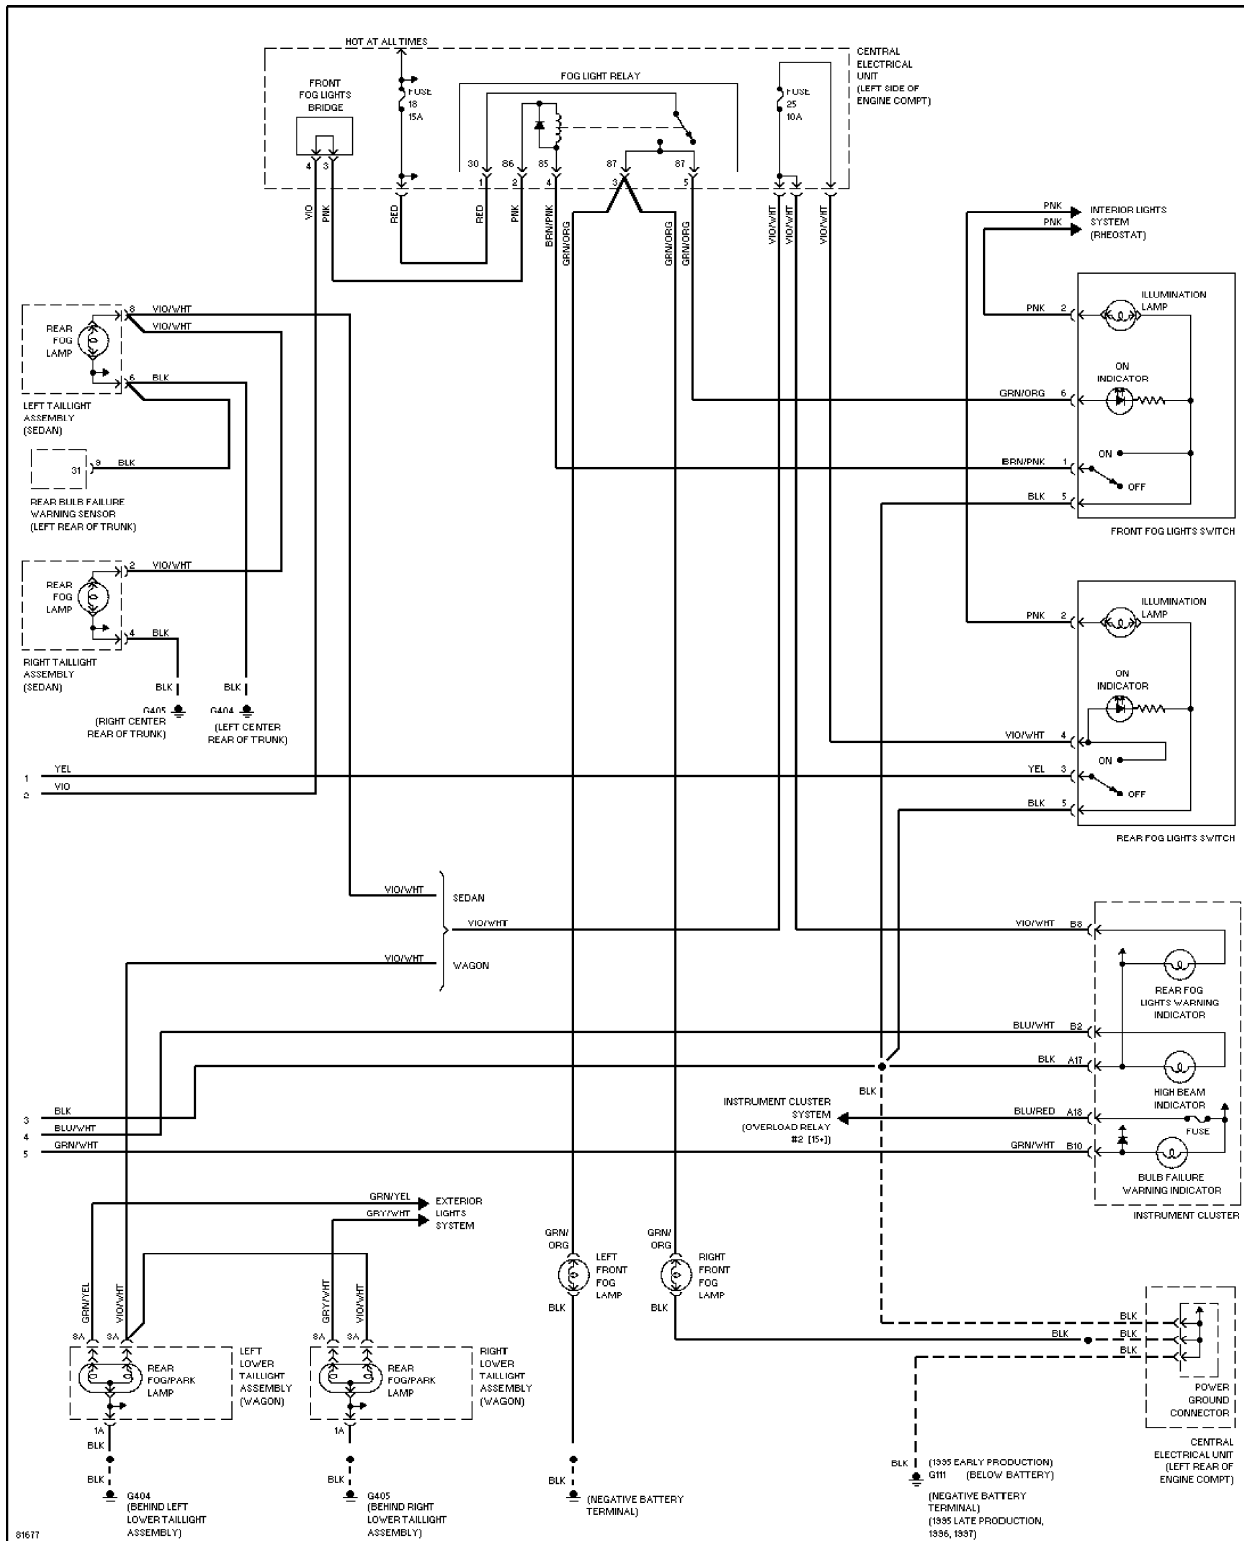 HOT AT ALL TIMES
CENTRAL
ELECTRICAL
UNIT
(LEFT SIDE OF
ENGINE COMPT)
FRONT
FOG LIGHTS
BRIDGE
FUSE
18
15A
FOG LIGHT RELAY
FUSE
25
10A
4 3
30 86 85 87 87
1 2 4 3 5
VIO
PNK
RED
RED
PNK
BRN/PNK
GRN/ORG
GRN/ORG
GRN/ORG
VIO/WHT
VIO/WHT
VIO/WHT
PNK
PNK
INTERIOR LIGHTS
SYSTEM
(RHEOSTAT)
REAR
FOG
LAMP
8 VIO/WHT
VIO/WHT
6 BLK
LEFT TAILLIGHT
ASSEMBLY
(SEDAN)
31 9 BLK
REAR BULB FAILURE
WARNING SENSOR
(LEFT REAR OF TRUNK)
REAR
FOG
LAMP
2 VIO/WHT
4 BLK
RIGHT TAILLIGHT
ASSEMBLY
(SEDAN)
BLK
G405
(RIGHT CENTER
REAR OF TRUNK)
BLK
G404
(LEFT CENTER
REAR OF TRUNK)
PNK 2
ILLUMINATION
LAMP
ON
INDICATOR
GRN/ORG 6
ON
BRN/PNK 1
OFF
BLK 5
FRONT FOG LIGHTS SWITCH
PNK 2
ILLUMINATION
LAMP
ON
INDICATOR
VIO/WHT 4
ON
YEL 3
OFF
BLK 5
REAR FOG LIGHTS SWITCH
1 YEL
2 VIO
VIO/WHT
SEDAN
VIO/WHT
VIO/WHT
WAGON
VIO/WHT B8
REAR FOG
LIGHTS WARNING
INDICATOR
BLU/WHT B2
BLK A17
HIGH BEAM
INDICATOR
BLK
INSTRUMENT CLUSTER
SYSTEM
(OVERLOAD RELAY
#2 [15+])
BLU/RED A18
FUSE
GRN/WHT B10
BULB FAILURE
WARNING INDICATOR
INSTRUMENT CLUSTER
3 BLK
4 BLU/WHT
5 GRN/WHT
GRN/YEL
GRY/WHT
EXTERIOR
LIGHTS
SYSTEM
GRN/YEL
VIO/WHT
GRY/WHT
VIO/WHT
GRN/
ORG
LEFT
FRONT
FOG
LAMP
BLK
GRN/
ORG
RIGHT
FRONT
FOG
LAMP
BLK
8A 3A
REAR
FOG/PARK
LAMP
LEFT
LOWER
TAILLIGHT
ASSEMBLY
(WAGON)
1A
BLK
BLK
G404
(BEHIND LEFT
LOWER TAILLIGHT
ASSEMBLY)
8A 3A
REAR
FOG/PARK
LAMP
RIGHT
LOWER
TAILLIGHT
ASSEMBLY
(WAGON)
1A
BLK
BLK
G405
(BEHIND RIGHT
LOWER TAILLIGHT
ASSEMBLY)
BLK
(NEGATIVE BATTERY
TERMINAL)
BLK
BLK
BLK
BLK
POWER
GROUND
CONNECTOR
CENTRAL
ELECTRICAL UNIT
(LEFT REAR OF
ENGINE COMPT)
BLK
(1995 EARLY PRODUCTION)
G111 (BELOW BATTERY)
(NEGATIVE BATTERY
TERMINAL)
(1995 LATE PRODUCTION,
1996, 1997)
81677